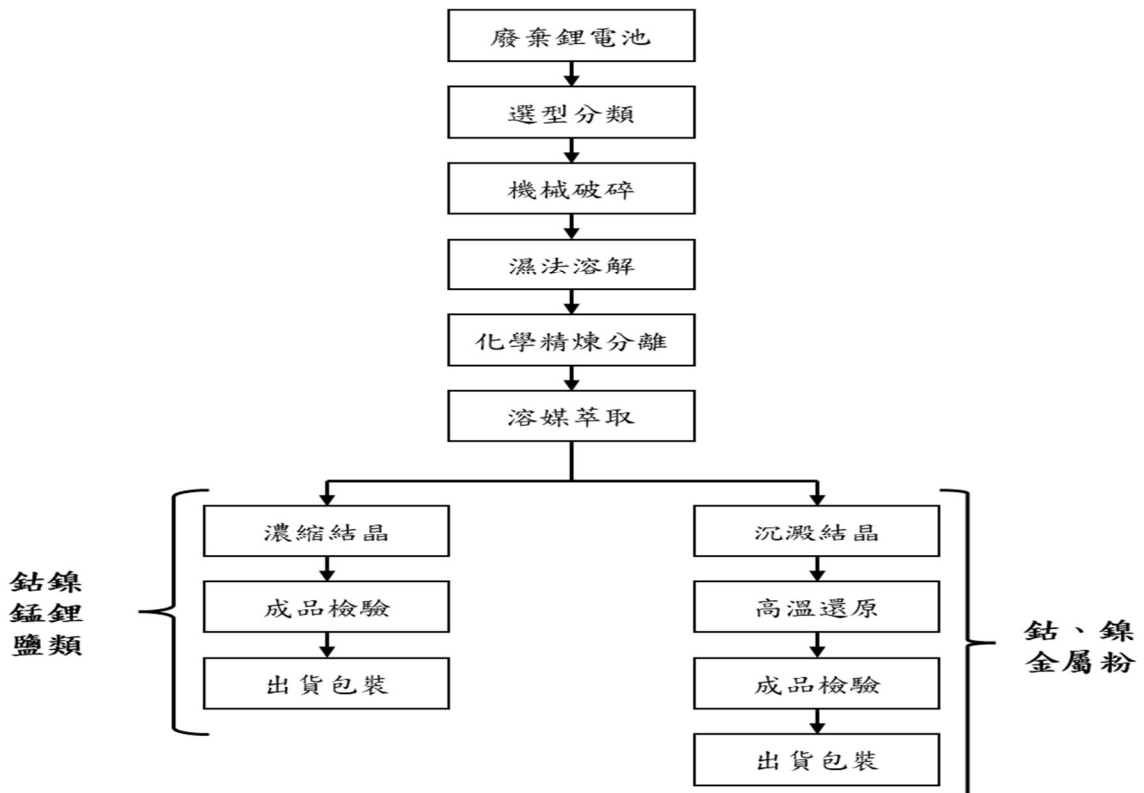 廢棄鋰電池
選型分類
機械破碎
濕法溶解
化學精煉分離
溶媒萃取
濃縮結晶
成品檢驗
出貨包裝
鈷鎳
錳鋰
鹽類
沉澱結晶
高溫還原
成品檢驗
出貨包裝
鈷、鎳
金屬粉